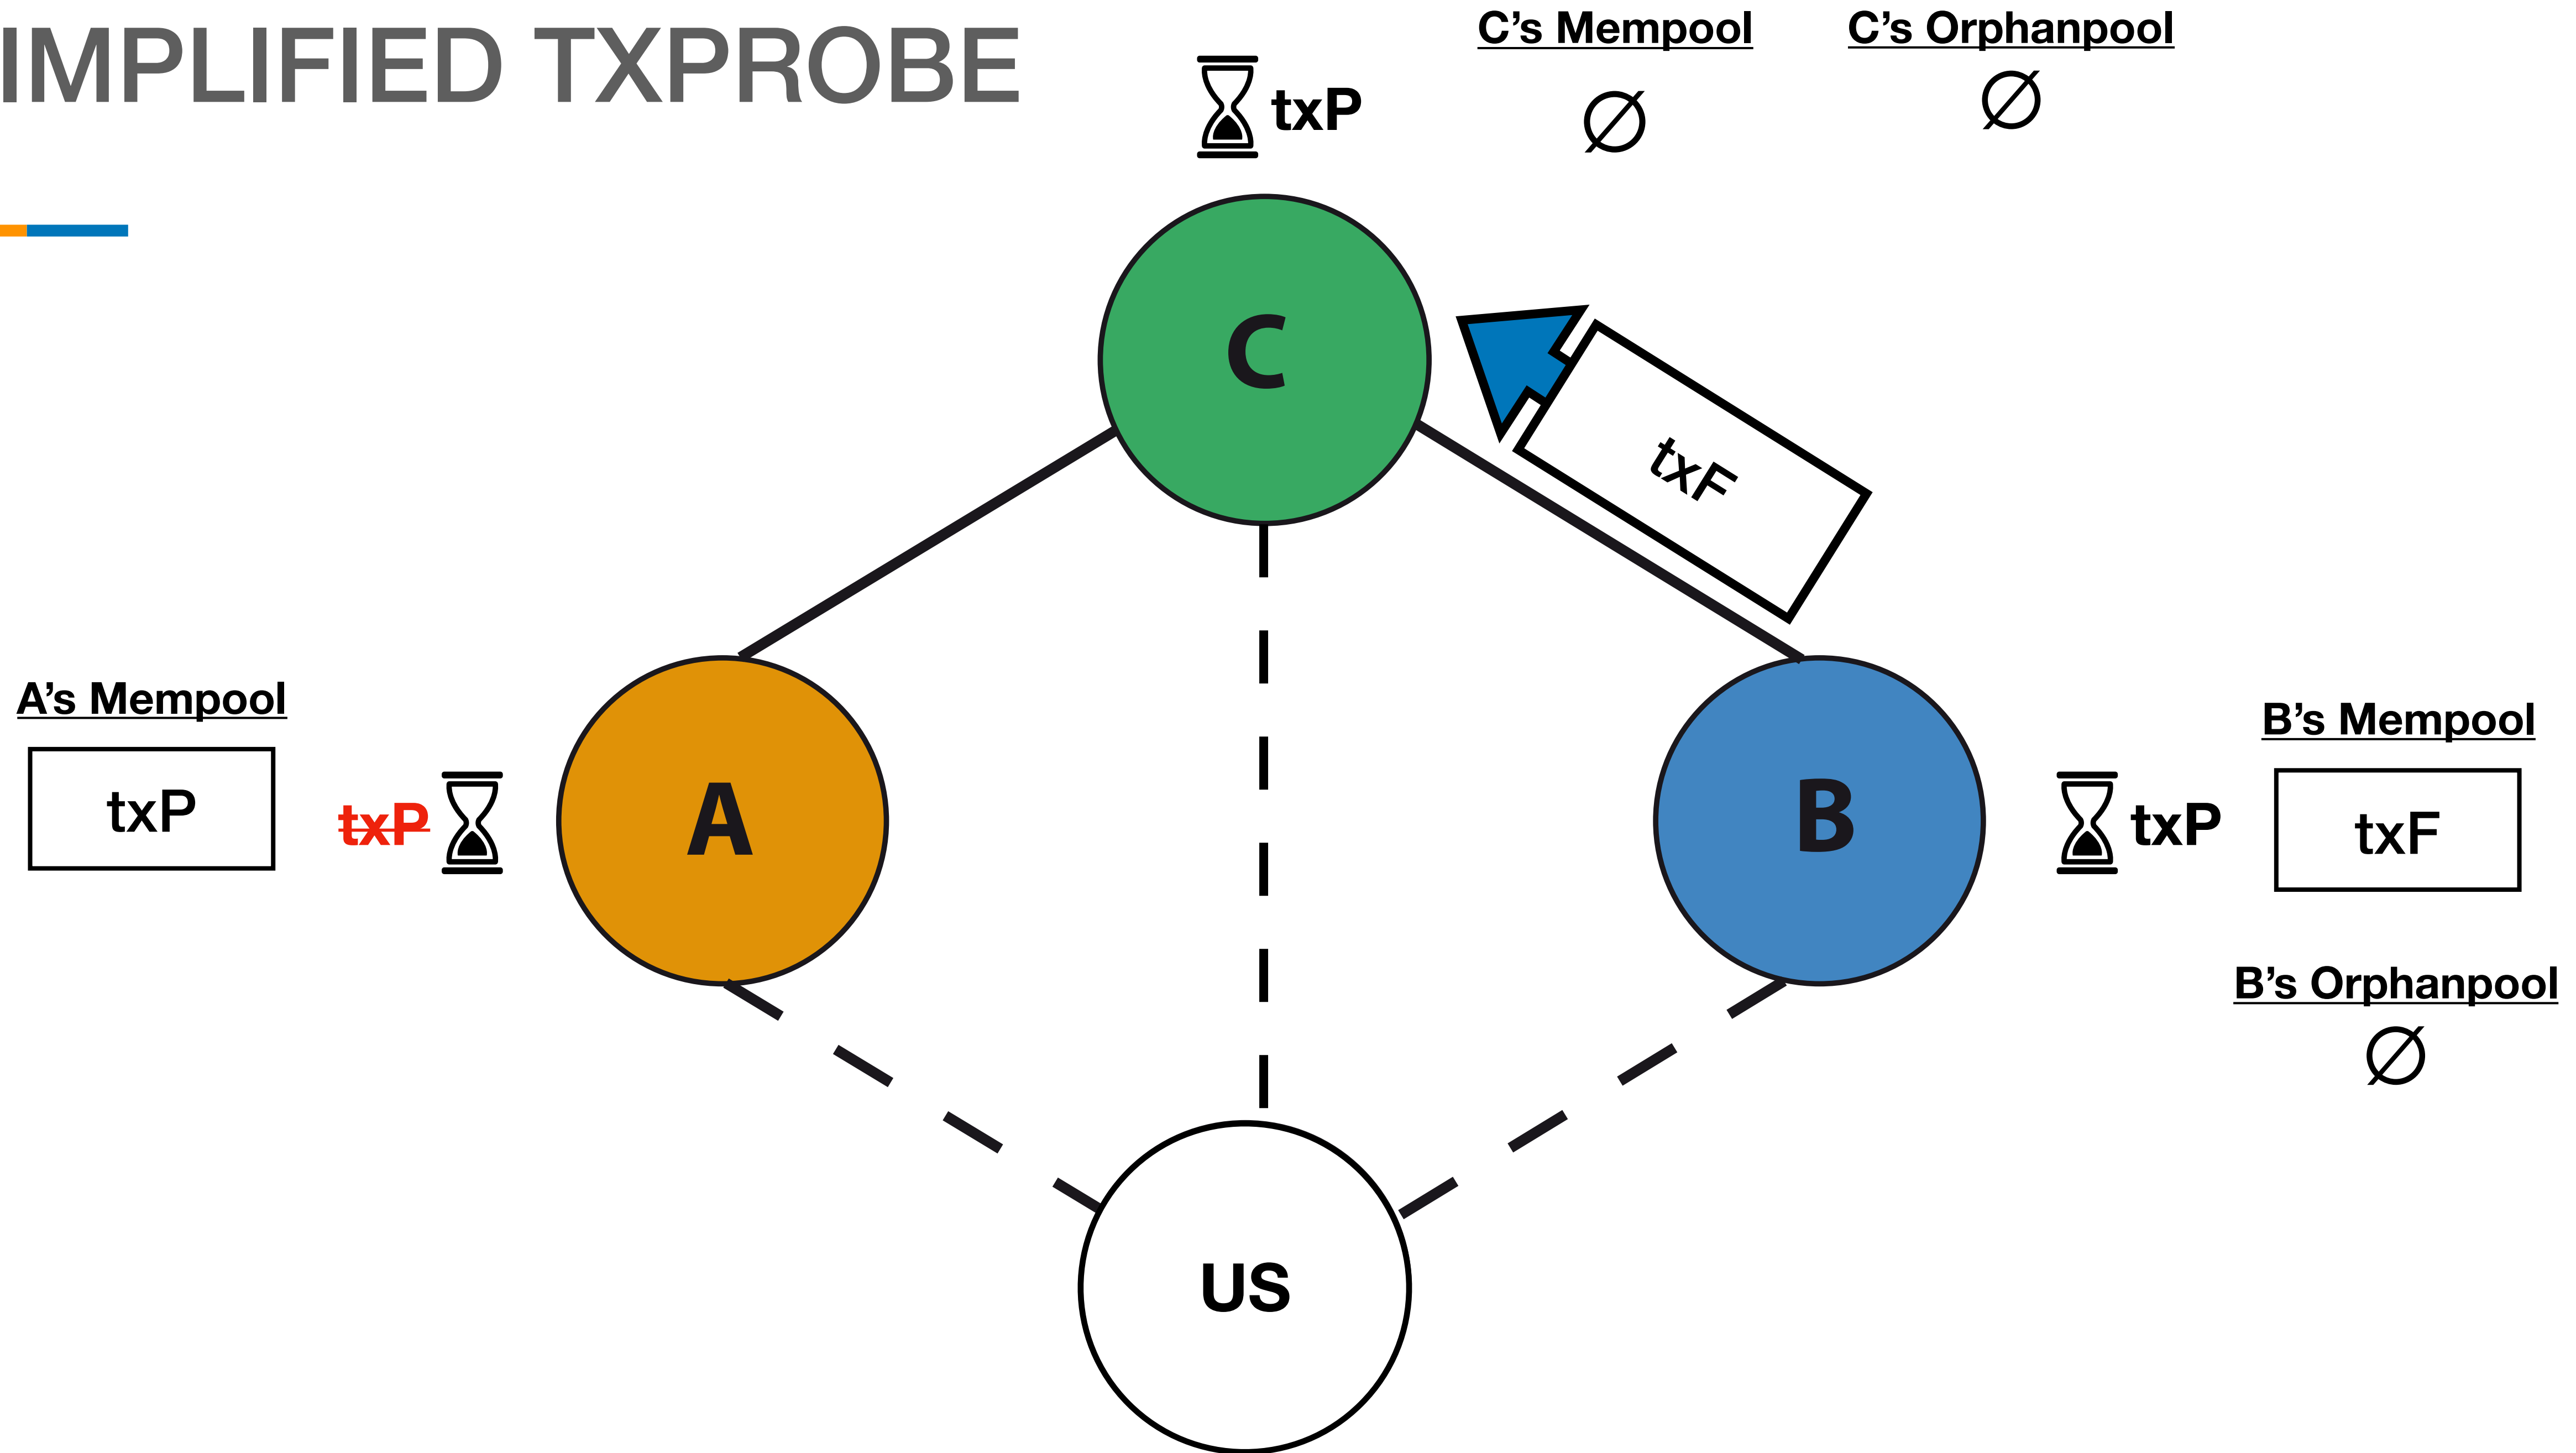 IMPLIFIED TXPROBE
C's Mempool
C's Orphanpool
txP
∅
∅
C
txF
A's Mempool
txP
txP
A
B
txP
B's Mempool
txF
B's Orphanpool
∅
US